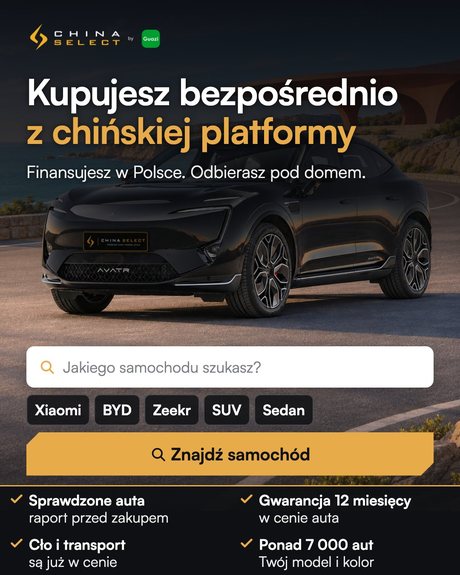 CHINA
SELECT
by Guazi
Kupujesz bezpośrednio
z chińskiej platformy
Finansujesz w Polsce. Odbierasz pod domem.
CHINA SELECT
AVATR
Jakiego samochodu szukasz?
Xiaomi BYD Zeekr SUV Sedan
Znajdź samochód
Sprawdzone auta
raport przed zakupem
Gwarancja 12 miesięcy
w cenie auta
Cło i transport
są już w cenie
Ponad 7 000 aut
Twój model i kolor